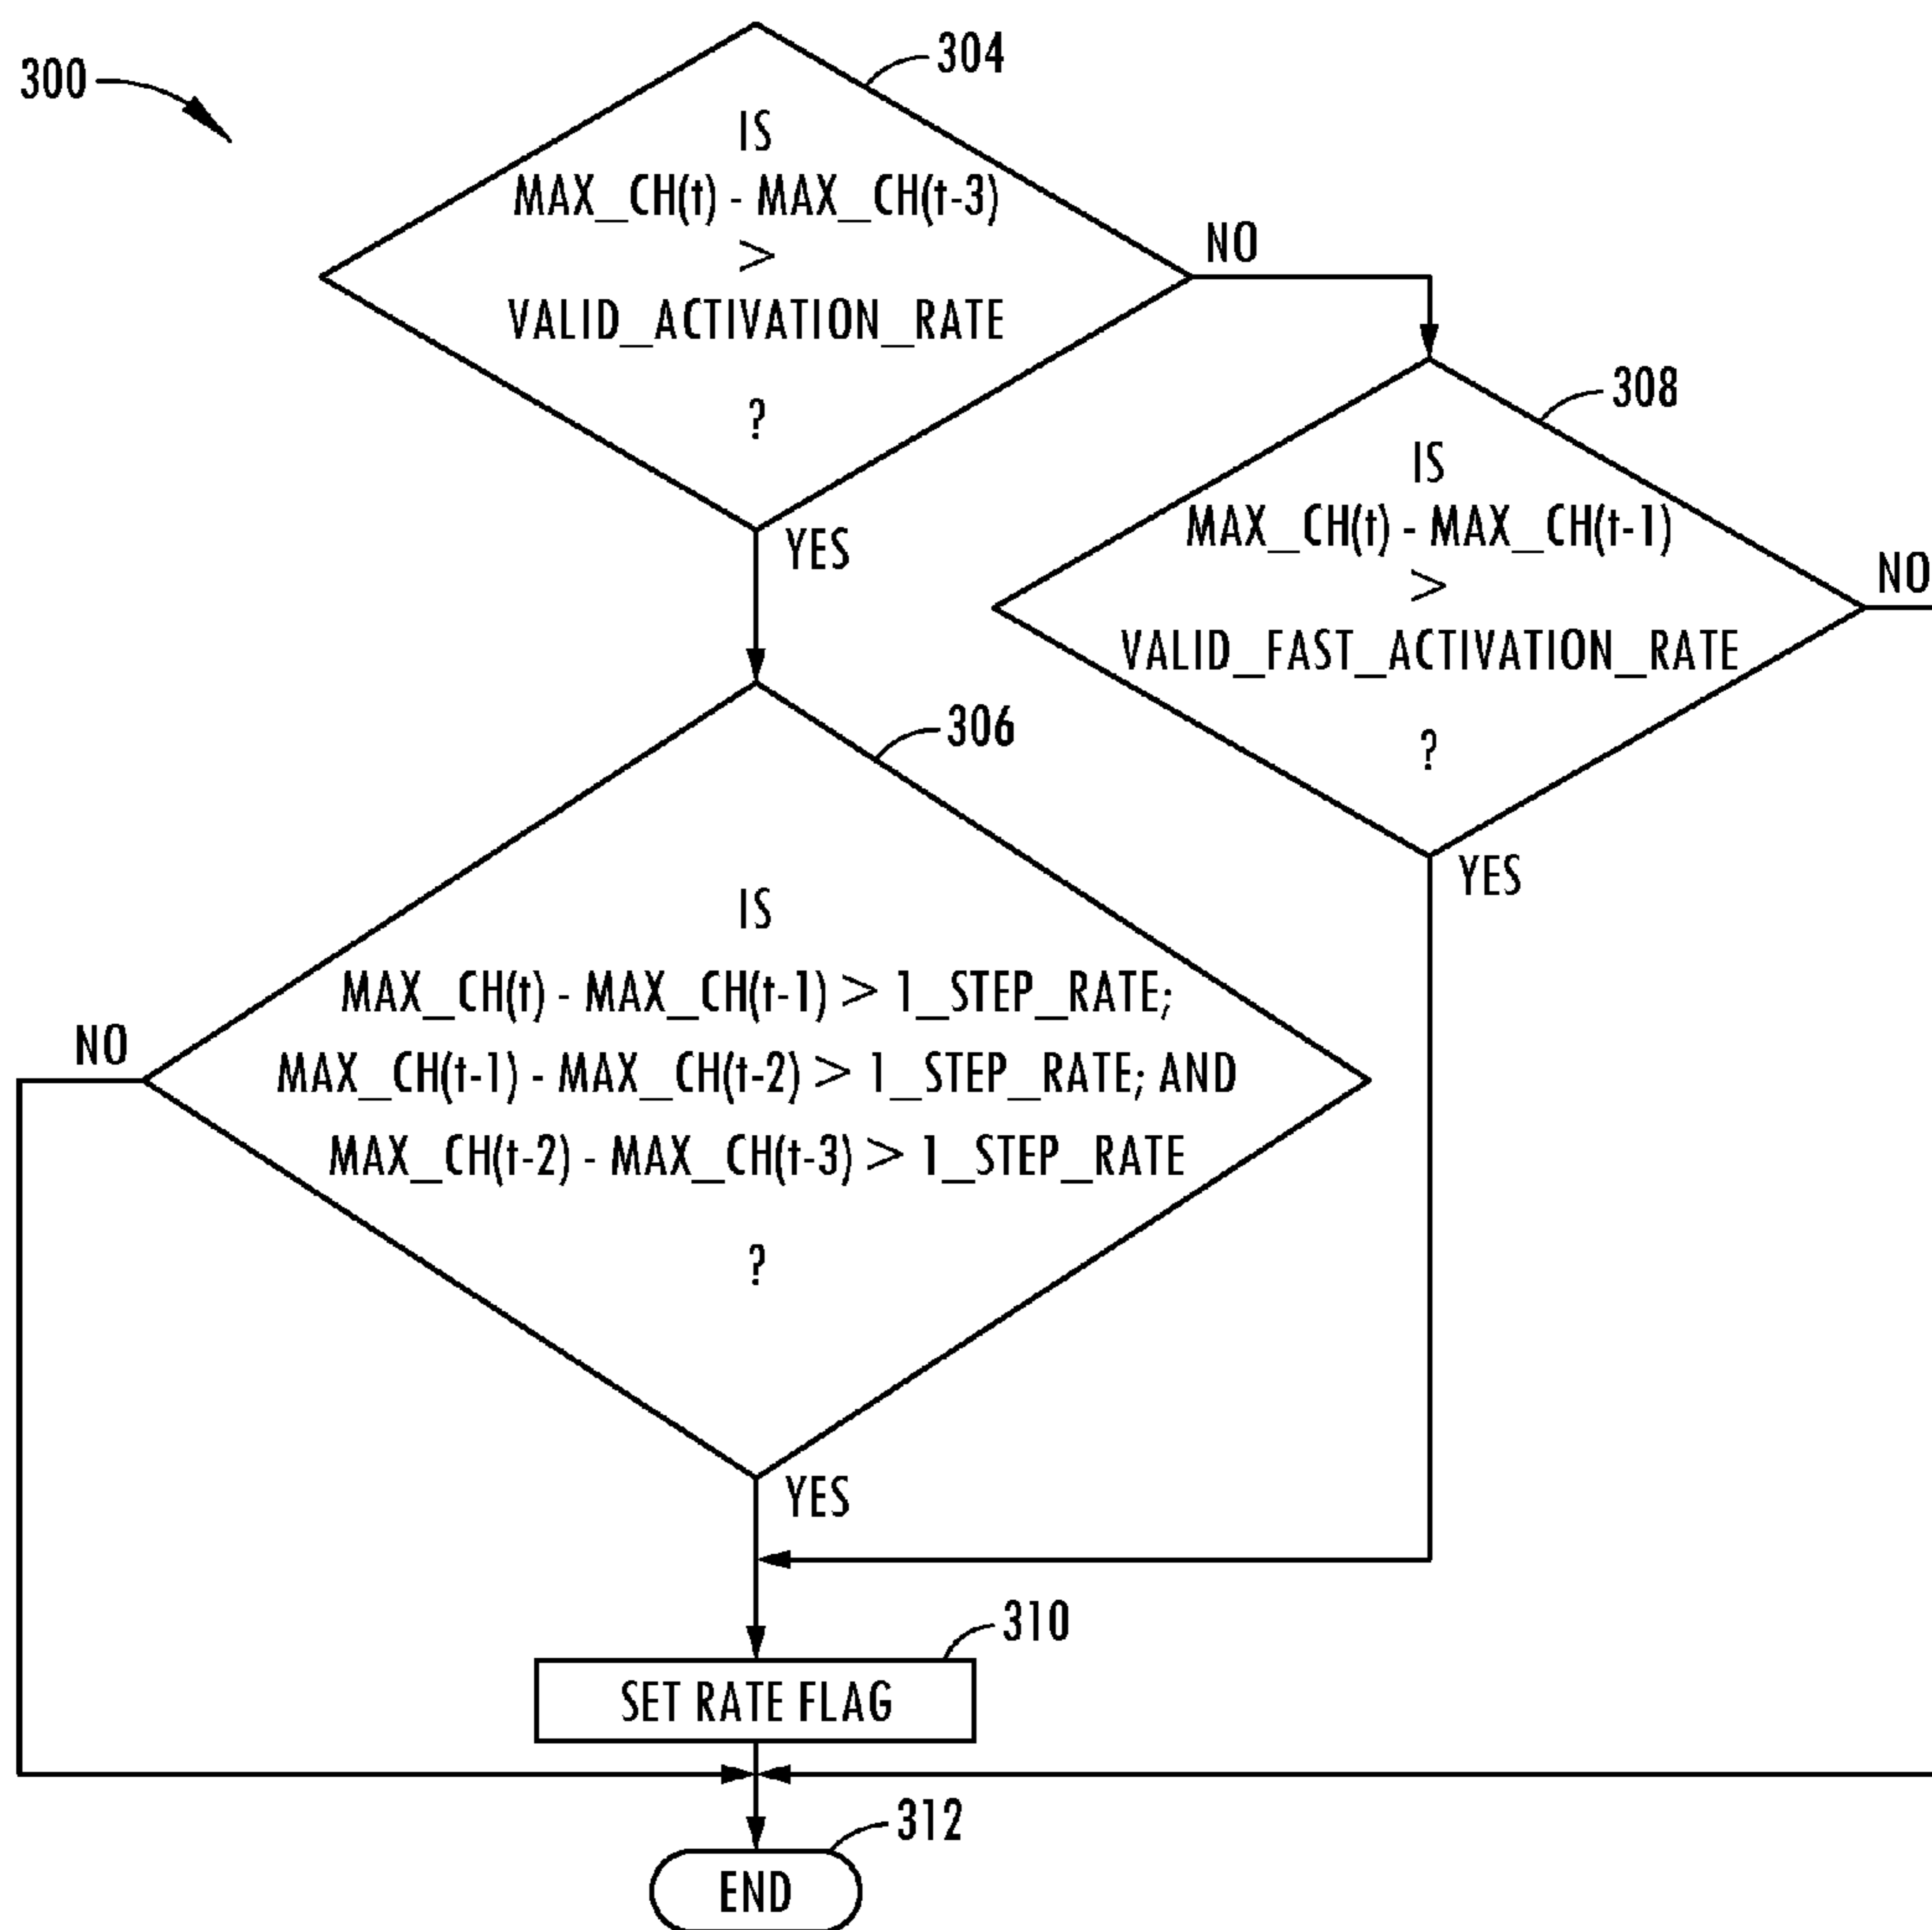 300
304
IS
MAX_CH(t) - MAX_CH(t-3)
>
VALID_ACTIVATION_RATE
?
NO
YES
308
IS
MAX_CH(t) - MAX_CH(t-1)
>
VALID_FAST_ACTIVATION_RATE
?
NO
YES
306
IS
MAX_CH(t) - MAX_CH(t-1) > 1_STEP_RATE;
MAX_CH(t-1) - MAX_CH(t-2) > 1_STEP_RATE; AND
MAX_CH(t-2) - MAX_CH(t-3) > 1_STEP_RATE
?
NO
YES
310
SET RATE FLAG
312
END